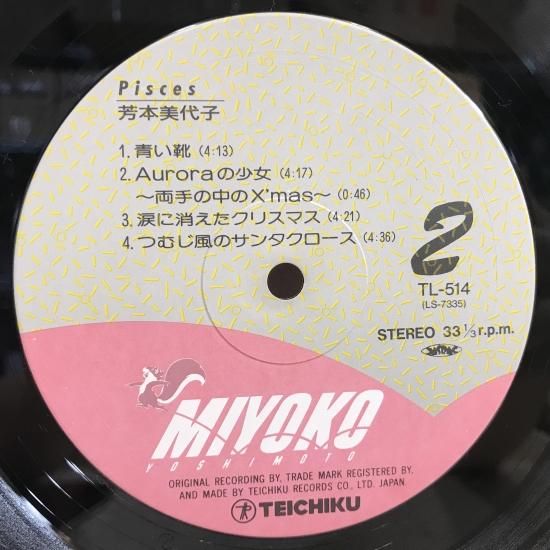 Pisces
芳本美代子
1. 青い靴 (4:13)
2. Auroraの少女 (4:17)
〜両手の中のX'mas〜 (0:46)
3. 涙に消えたクリスマス (4:21)
4. つむじ風のサンタクロース (4:36)
2
TL-514
(LS-7335)
STEREO 33 1/3 r.p.m.
MIYOKO
YOSHIMOTO
ORIGINAL RECORDING BY, TRADE MARK REGISTERED BY,
AND MADE BY TEICHIKU RECORDS CO., LTD. JAPAN.
TEICHIKU